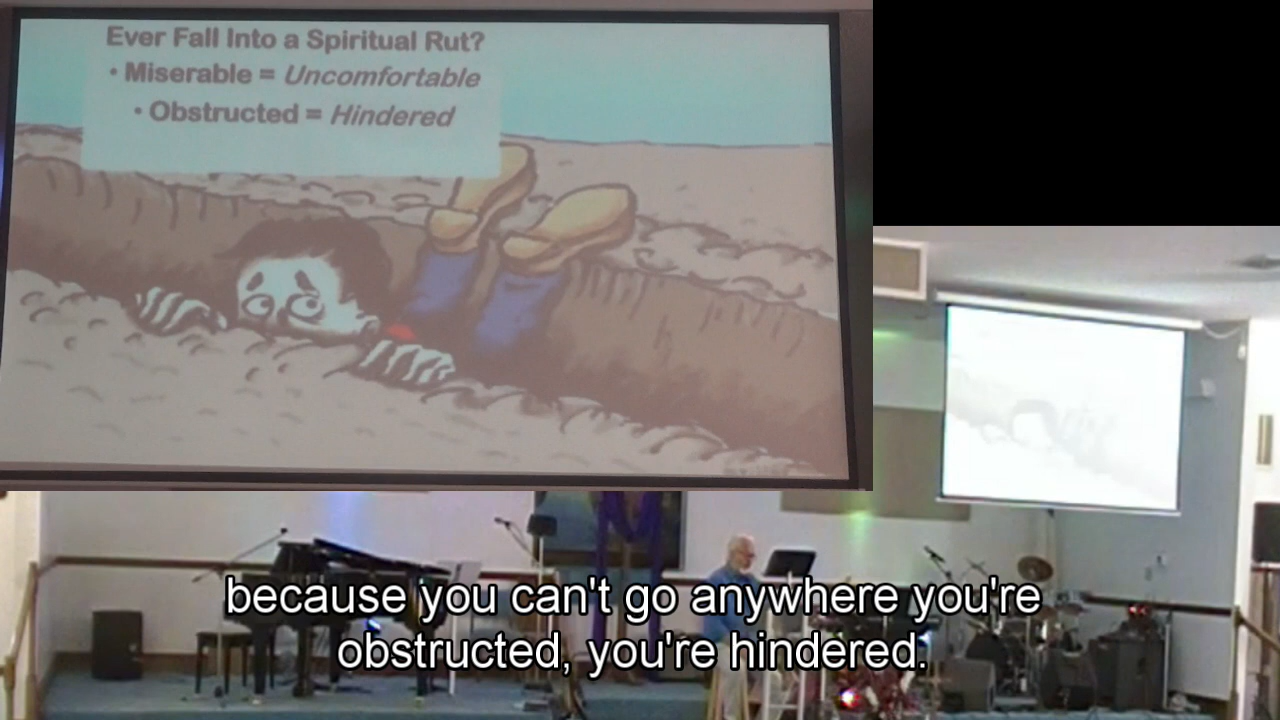 Ever Fall Into a Spiritual Rut?
• Miserable = Uncomfortable
• Obstructed = Hindered
because you can't go anywhere you're
obstructed, you're hindered.